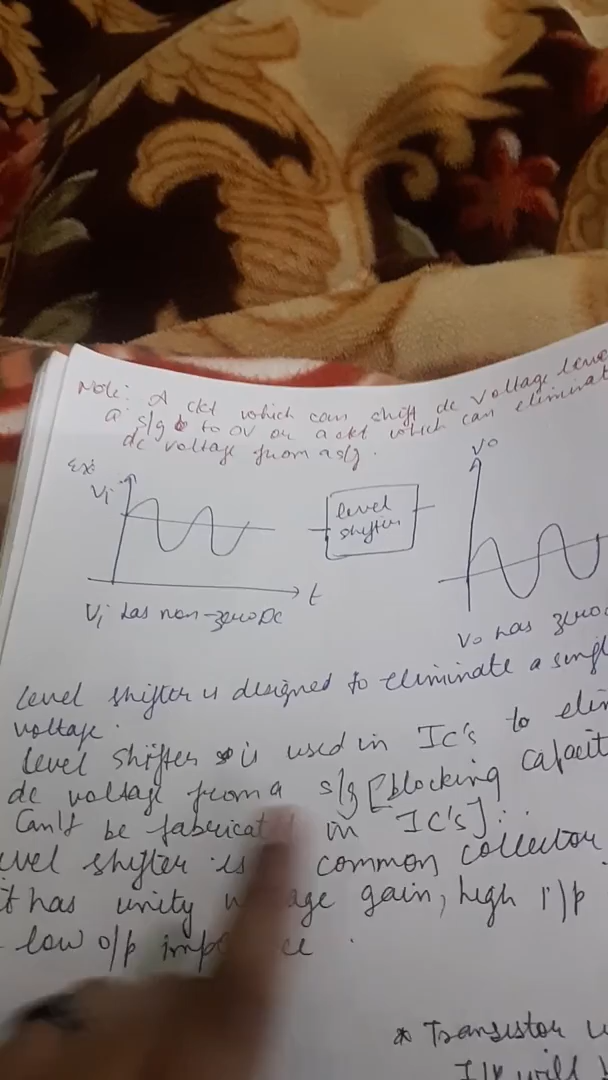 Note: A ckt which can shift dc voltage level
a s/g to 0V or a ckt which can eliminat
dc voltage from a s/g.
Ex:
Vi
level
shifter
Vo
t
Vi has non-zero DC
Vo has zero
level shifter is designed to eliminate a singl
voltage.
level shifter is used in IC's to elim
dc voltage from a s/g [blocking capacit
Can't be fabricat in IC's].
vel shifter is common collector
it has unity age gain, high i/p
low o/p imp ce.
* Transistor
I/P will